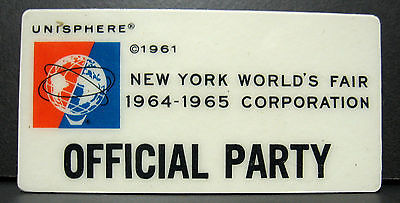 UNISPHERE®
©1961
NEW YORK WORLD'S FAIR
1964-1965 CORPORATION
OFFICIAL PARTY